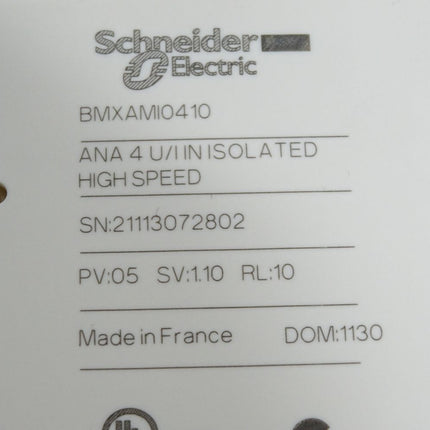 Schneider
Electric
BMXAMI0410
ANA 4 U/I IN ISOLATED
HIGH SPEED
SN:21113072802
PV:05 SV:1.10 RL:10
Made in France DOM:1130